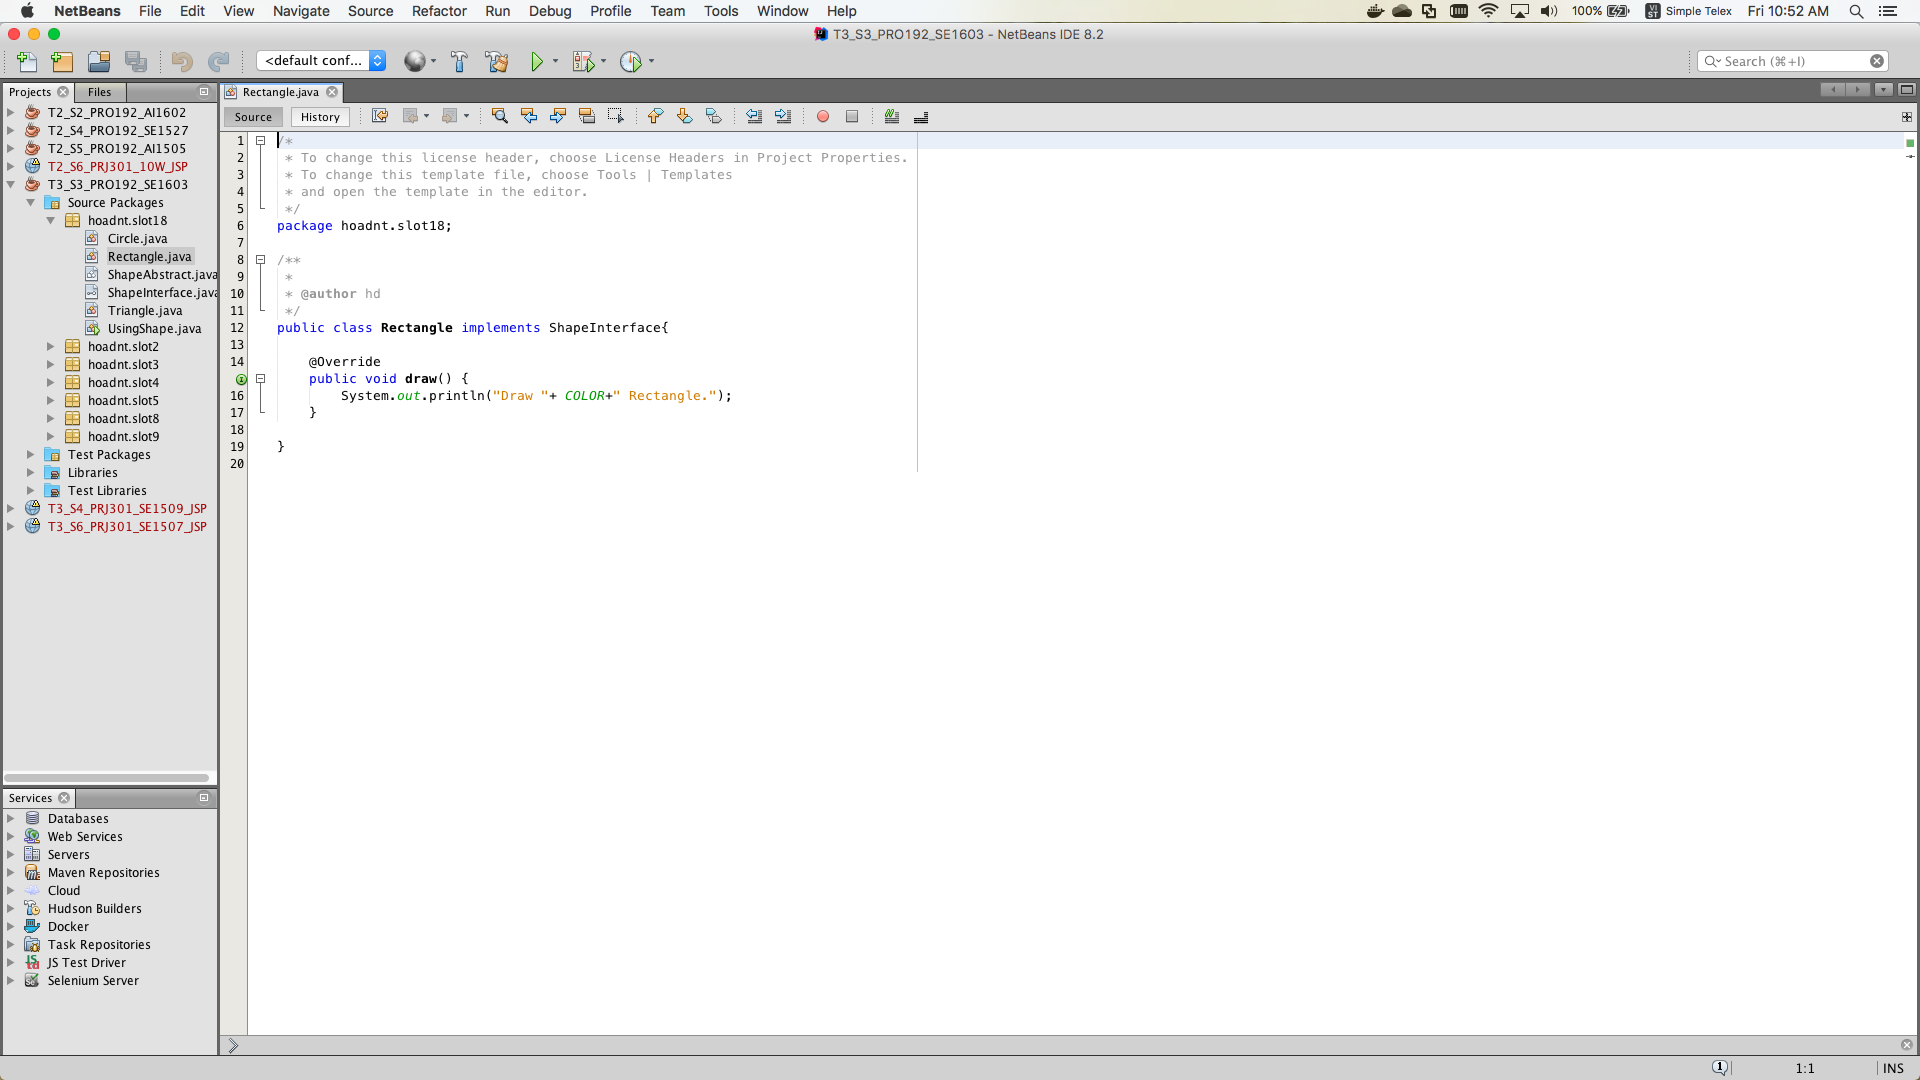 NetBeans File Edit View Navigate Source Refactor Run Debug Profile Team Tools Window Help 100% VI ST Simple Telex Fri 10:52 AM
T3_S3_PRO192_SE1603 - NetBeans IDE 8.2
<default conf... Search (⌘+I)
Projects Files
T2_S2_PRO192_AI1602
T2_S4_PRO192_SE1527
T2_S5_PRO192_AI1505
T2_S6_PRJ301_10W_JSP
T3_S3_PRO192_SE1603
Source Packages
hoadnt.slot18
Circle.java
Rectangle.java
ShapeAbstract.java
ShapeInterface.java
Triangle.java
UsingShape.java
hoadnt.slot2
hoadnt.slot3
hoadnt.slot4
hoadnt.slot5
hoadnt.slot8
hoadnt.slot9
Test Packages
Libraries
Test Libraries
T3_S4_PRJ301_SE1509_JSP
T3_S6_PRJ301_SE1507_JSP
Services
Databases
Web Services
Servers
Maven Repositories
Cloud
Hudson Builders
Docker
Task Repositories
JS Test Driver
Selenium Server
Rectangle.java
Source History
1 /*
2 * To change this license header, choose License Headers in Project Properties.
3 * To change this template file, choose Tools | Templates
4 * and open the template in the editor.
5 */
6 package hoadnt.slot18;
7
8 /**
9 *
10 * @author hd
11 */
12 public class Rectangle implements ShapeInterface{
13
14 @Override
public void draw() {
16 System.out.println("Draw "+ COLOR+" Rectangle.");
17 }
18
19 }
20
1:1 INS